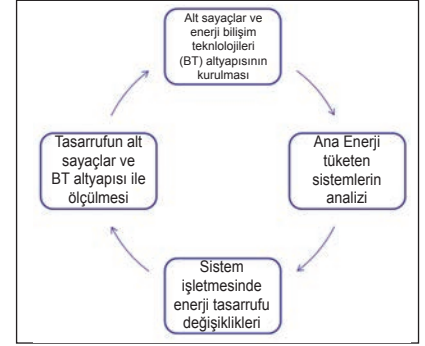 Alt sayaçlar ve
enerji bilişim
teknlolojileri
(BT) altyapısının
kurulması
Ana Enerji
tüketen
sistemlerin
analizi
Sistem
işletmesinde
enerji tasarrufu
değişiklikleri
Tasarrufun alt
sayaçlar ve
BT altyapısı ile
ölçülmesi